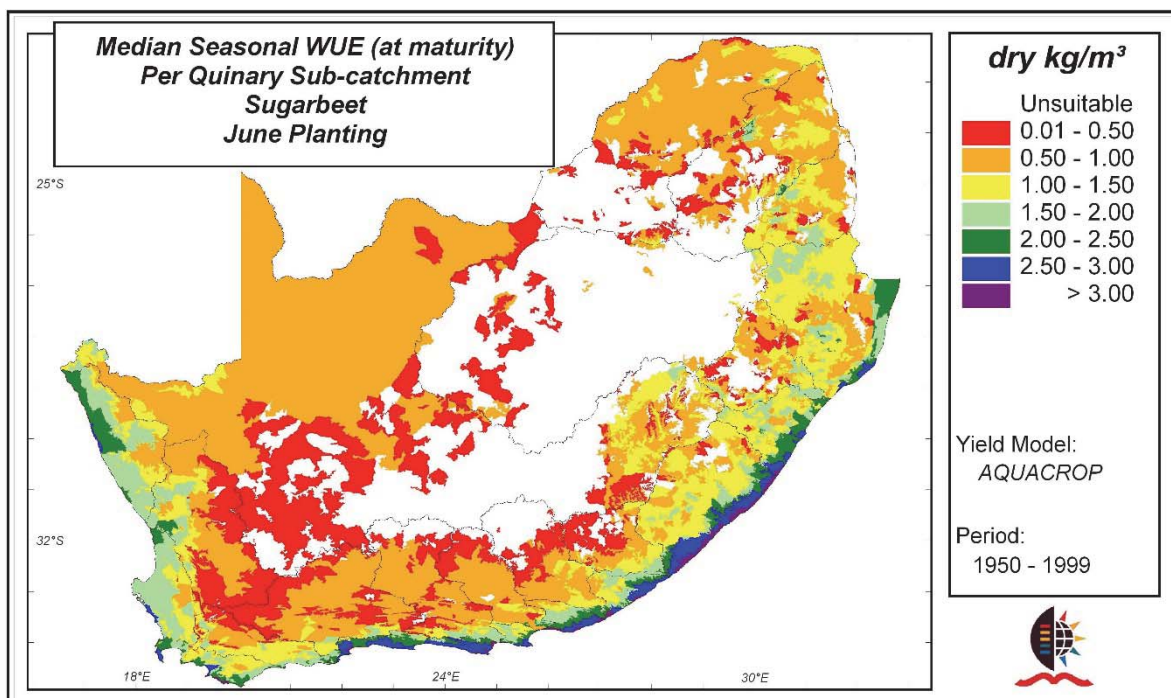 Median Seasonal WUE (at maturity)
Per Quinary Sub-catchment
Sugarbeet
June Planting
dry kg/m³
Unsuitable
0.01 - 0.50
0.50 - 1.00
1.00 - 1.50
1.50 - 2.00
2.00 - 2.50
2.50 - 3.00
> 3.00
Yield Model:
AQUACROP
Period:
1950 - 1999
25°S
32°S
18°E
24°E
30°E